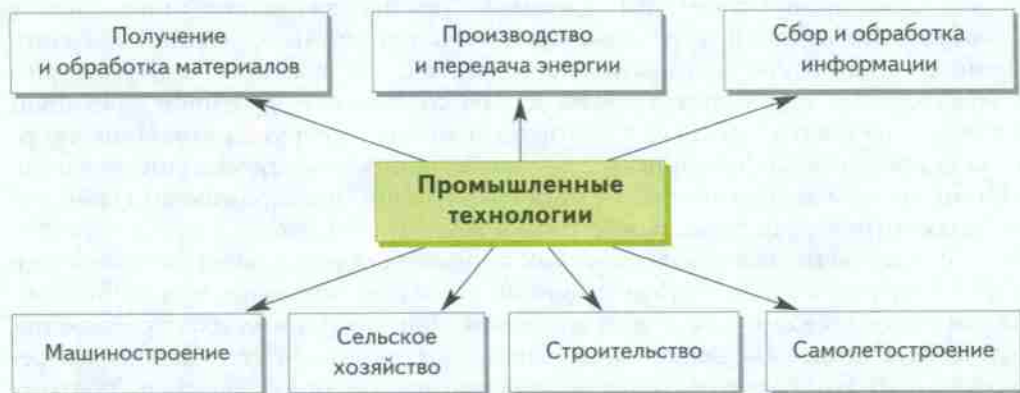 Получение
и обработка материалов
Производство
и передача энергии
Сбор и обработка
информации
Промышленные
технологии
Машиностроение
Сельское
хозяйство
Строительство
Самолетостроение